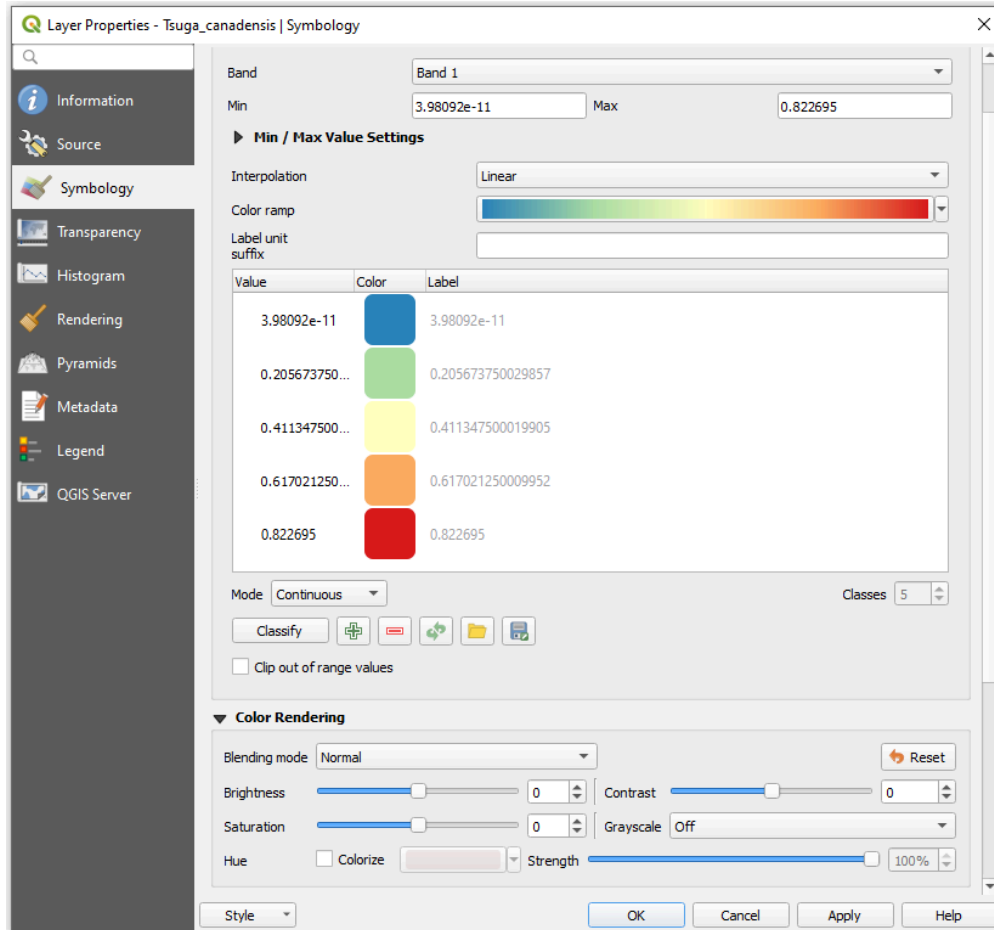 Layer Properties - Tsuga_canadensis | Symbology
Information
Source
Symbology
Transparency
Histogram
Rendering
Pyramids
Metadata
Legend
QGIS Server
Band Band 1
Min 3.98092e-11 Max 0.822695
Min / Max Value Settings
Interpolation Linear
Color ramp
Label unit
suffix
Value Color Label
3.98092e-11 3.98092e-11
0.205673750... 0.205673750029857
0.411347500... 0.411347500019905
0.617021250... 0.617021250009952
0.822695 0.822695
Mode Continuous Classes 5
Classify
Clip out of range values
Color Rendering
Blending mode Normal Reset
Brightness 0 Contrast 0
Saturation 0 Grayscale Off
Hue Colorize Strength 100%
Style OK Cancel Apply Help